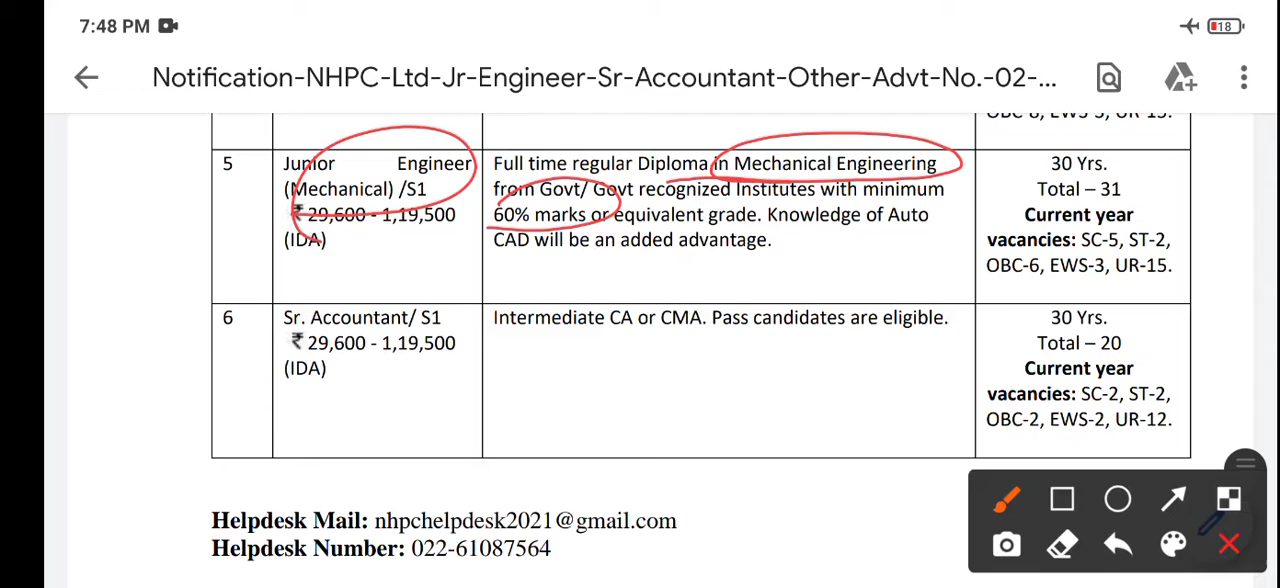 7:48 PM
18
Notification-NHPC-Ltd-Jr-Engineer-Sr-Accountant-Other-Advt-No.-02-...
5
Junior Engineer
(Mechanical) /S1
₹ 29,600 - 1,19,500
(IDA)
Full time regular Diploma in Mechanical Engineering
from Govt/ Govt recognized Institutes with minimum
60% marks or equivalent grade. Knowledge of Auto
CAD will be an added advantage.
30 Yrs.
Total – 31
Current year
vacancies: SC-5, ST-2,
OBC-6, EWS-3, UR-15.
6
Sr. Accountant/ S1
₹ 29,600 - 1,19,500
(IDA)
Intermediate CA or CMA. Pass candidates are eligible.
30 Yrs.
Total – 20
Current year
vacancies: SC-2, ST-2,
OBC-2, EWS-2, UR-12.
Helpdesk Mail: nhpchelpdesk2021@gmail.com
Helpdesk Number: 022-61087564